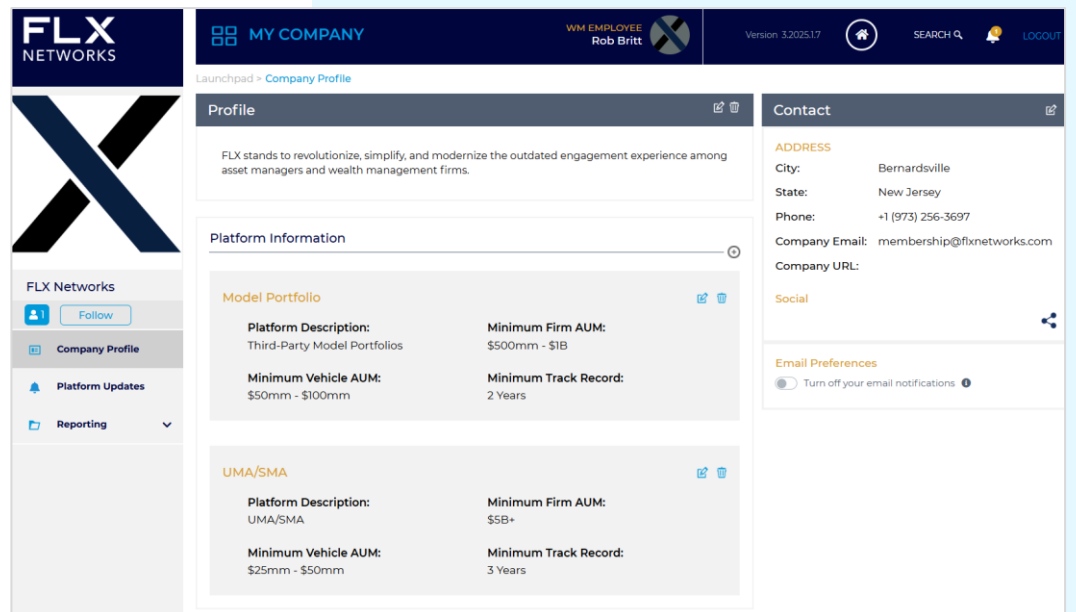 FLX
NETWORKS
MY COMPANY
WM EMPLOYEE
Rob Britt
Version 3.2025.1.7
SEARCH
1
LOGOUT
Launchpad > Company Profile
Profile
FLX stands to revolutionize, simplify, and modernize the outdated engagement experience among
asset managers and wealth management firms.
Platform Information
Model Portfolio
Platform Description:
Third-Party Model Portfolios
Minimum Firm AUM:
$500mm - $1B
Minimum Vehicle AUM:
$50mm - $100mm
Minimum Track Record:
2 Years
UMA/SMA
Platform Description:
UMA/SMA
Minimum Firm AUM:
$5B+
Minimum Vehicle AUM:
$25mm - $50mm
Minimum Track Record:
3 Years
Contact
ADDRESS
City: Bernardsville
State: New Jersey
Phone: +1 (973) 256-3697
Company Email: membership@flxnetworks.com
Company URL:
Social
Email Preferences
Turn off your email notifications
FLX Networks
1
Follow
Company Profile
Platform Updates
Reporting